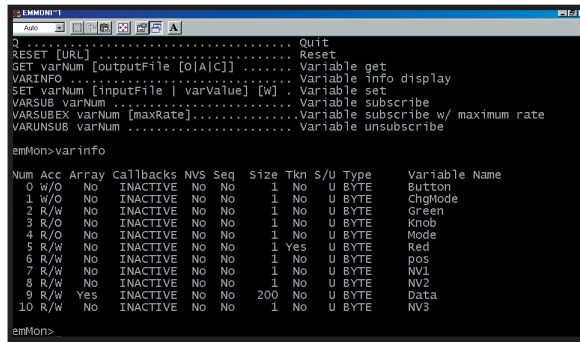 EMMONI~1
Auto
A
Q ..................................... Quit
RESET [URL] ........................... Reset
GET varNum [outputFile [O|A|C]] ....... Variable get
VARINFO ............................... Variable info display
SET varNum [inputFile | varValue] [W] . Variable set
VARSUB varNum ......................... Variable subscribe
VARSUBEX varNum [maxRate].............. Variable subscribe w/ maximum rate
VARUNSUB varNum ....................... Variable unsubscribe
emMon>varinfo
Num Acc Array Callbacks NVS Seq Size Tkn S/U Type Variable Name
0 W/O No INACTIVE No No 1 No U BYTE Button
1 W/O No INACTIVE No No 1 No U BYTE ChgMode
2 R/W No INACTIVE No No 1 No U BYTE Green
3 R/O No INACTIVE No No 1 No U BYTE Knob
4 R/O No INACTIVE No No 1 No U BYTE Mode
5 R/W No INACTIVE No No 1 Yes U BYTE Red
6 R/W No INACTIVE No No 1 No U BYTE pos
7 R/W No INACTIVE No No 1 No U BYTE NV1
8 R/W No INACTIVE No No 1 No U BYTE NV2
9 R/W Yes INACTIVE No No 200 No U BYTE Data
10 R/W No INACTIVE No No 1 No U BYTE NV3
emMon>_